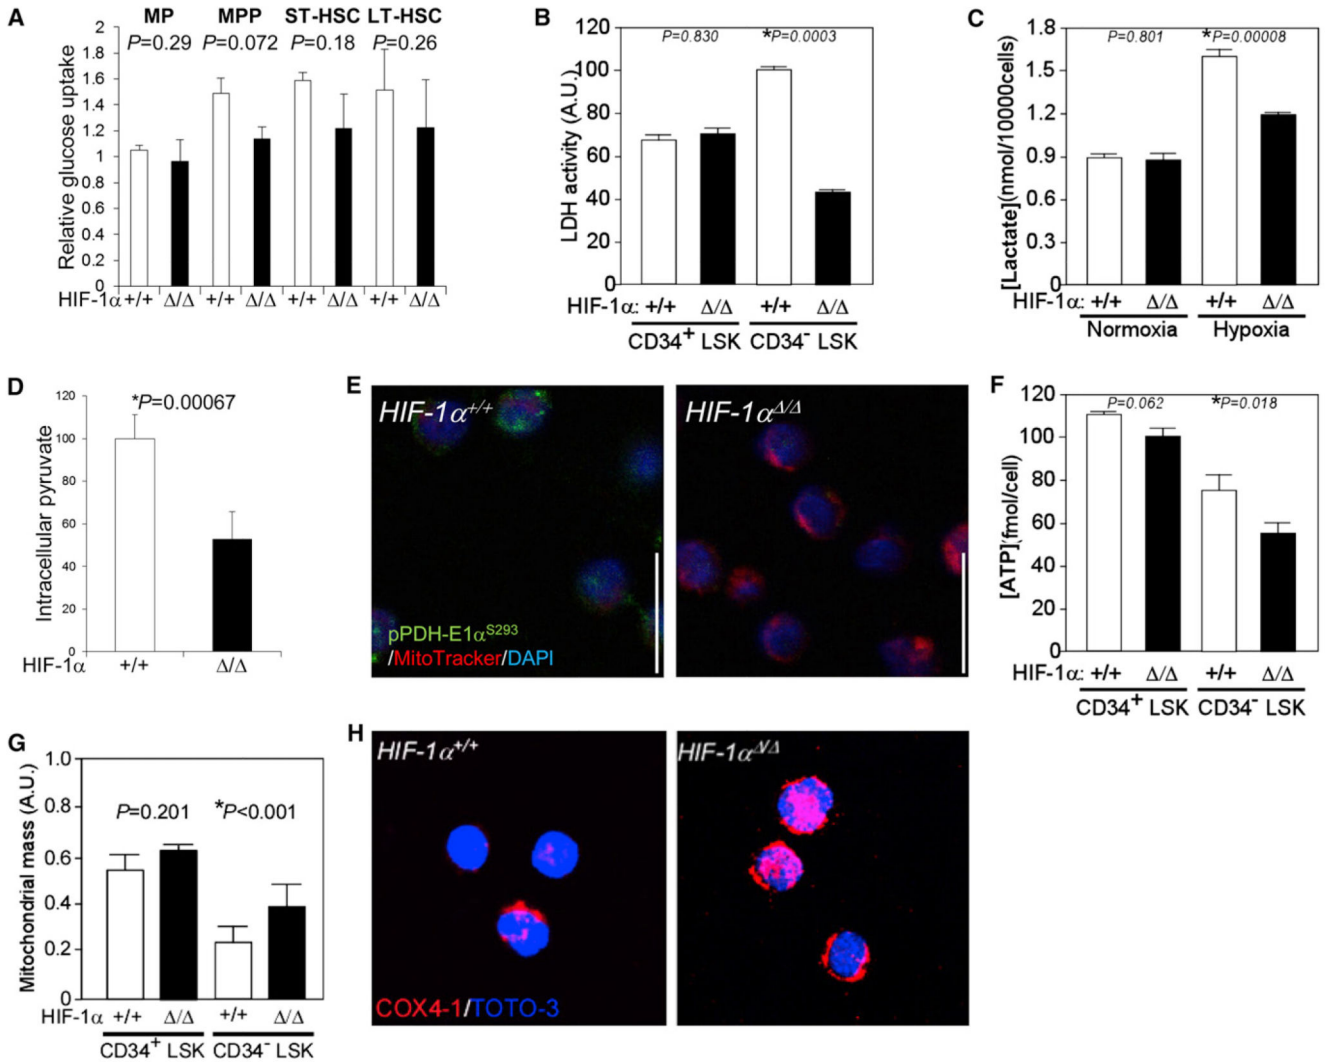 A
MP MPP ST-HSC LT-HSC
P=0.29 P=0.072 P=0.18 P=0.26
Relative glucose uptake
2
1.8
1.6
1.4
1.2
1
0.8
0.6
0.4
0.2
0
HIF-1α +/+ Δ/Δ +/+ Δ/Δ +/+ Δ/Δ +/+ Δ/Δ
B
P=0.830 *P=0.0003
LDH activity (A.U.)
120
100
80
60
40
20
0
HIF-1α: +/+ Δ/Δ +/+ Δ/Δ
CD34+ LSK CD34- LSK
C
P=0.801 *P=0.00008
[Lactate](nmol/10000cells)
1.8
1.5
1.2
0.9
0.6
0.3
0
HIF-1α: +/+ Δ/Δ +/+ Δ/Δ
Normoxia Hypoxia
D
*P=0.00067
Intracellular pyruvate
120
100
80
60
40
20
0
HIF-1α +/+ Δ/Δ
E
HIF-1α+/+ HIF-1αΔ/Δ
pPDH-E1αS293
/MitoTracker/DAPI
F
P=0.062 *P=0.018
[ATP](fmol/cell)
120
100
80
60
40
20
0
HIF-1α: +/+ Δ/Δ +/+ Δ/Δ
CD34+ LSK CD34- LSK
G
P=0.201 *P<0.001
Mitochondrial mass (A.U.)
1.0
0.8
0.6
0.4
0.2
0
HIF-1α +/+ Δ/Δ +/+ Δ/Δ
CD34+ LSK CD34- LSK
H
HIF-1α+/+ HIF-1αΔ/Δ
COX4-1/TOTO-3